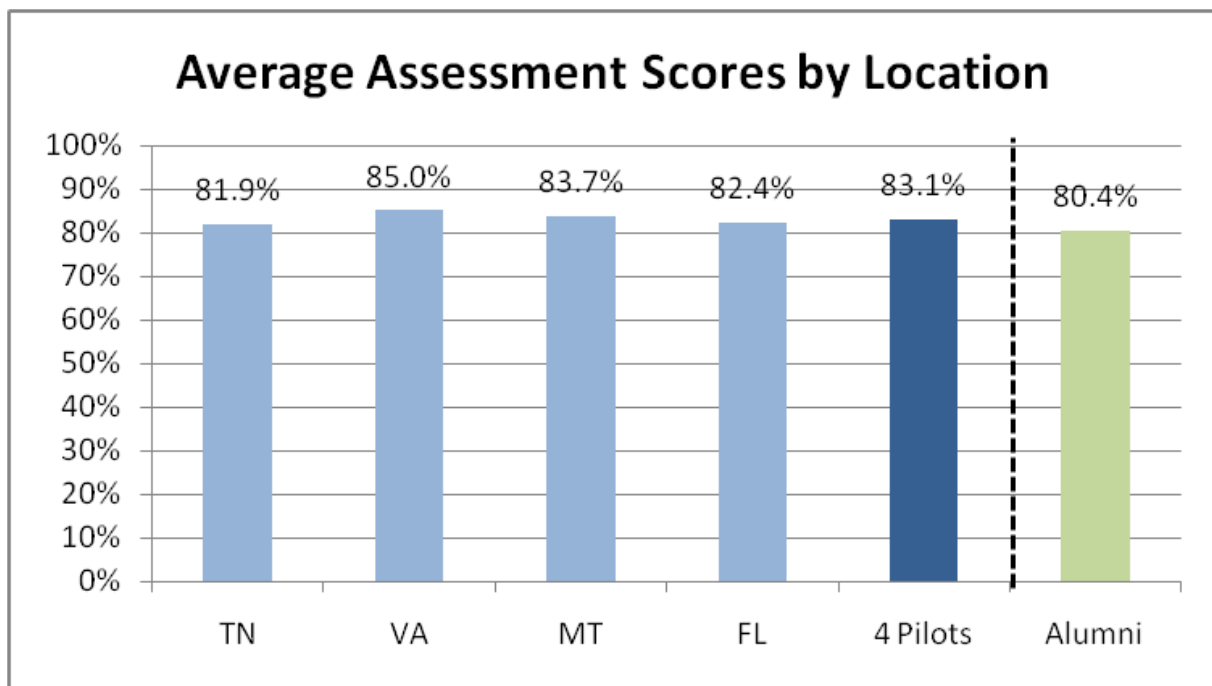 Average Assessment Scores by Location
100%
90%
80%
70%
60%
50%
40%
30%
20%
10%
0%
81.9%
85.0%
83.7%
82.4%
83.1%
80.4%
TN
VA
MT
FL
4 Pilots
Alumni